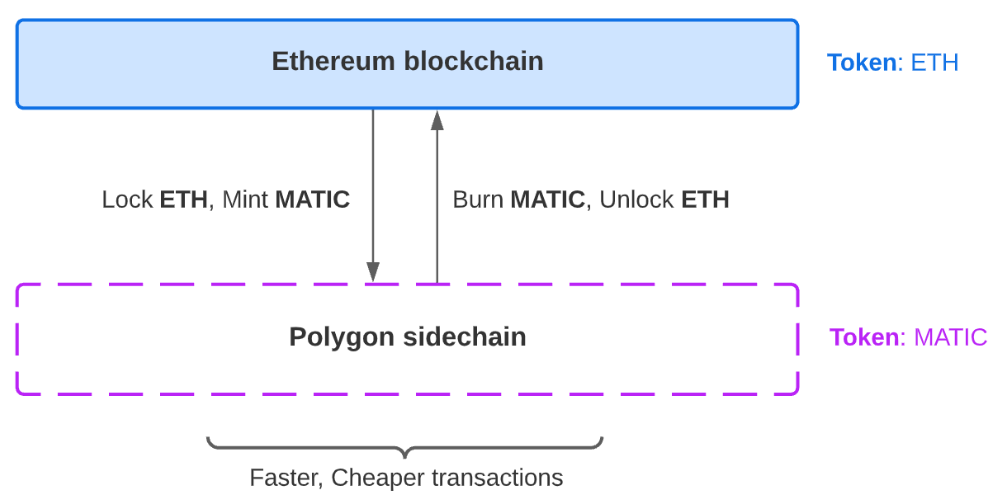 Ethereum blockchain
Token: ETH
Lock ETH, Mint MATIC
Burn MATIC, Unlock ETH
Polygon sidechain
Token: MATIC
Faster, Cheaper transactions